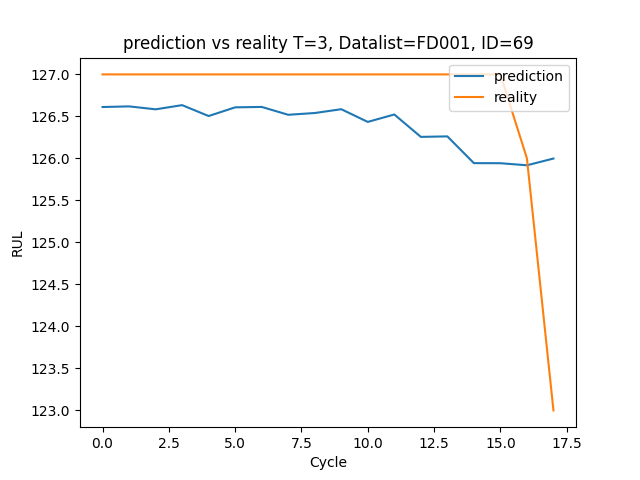 prediction vs reality T=3, Datalist=FD001, ID=69
127.0
126.5
126.0
125.5
125.0
124.5
124.0
123.5
123.0
RUL
prediction
reality
0.0 2.5 5.0 7.5 10.0 12.5 15.0 17.5
Cycle